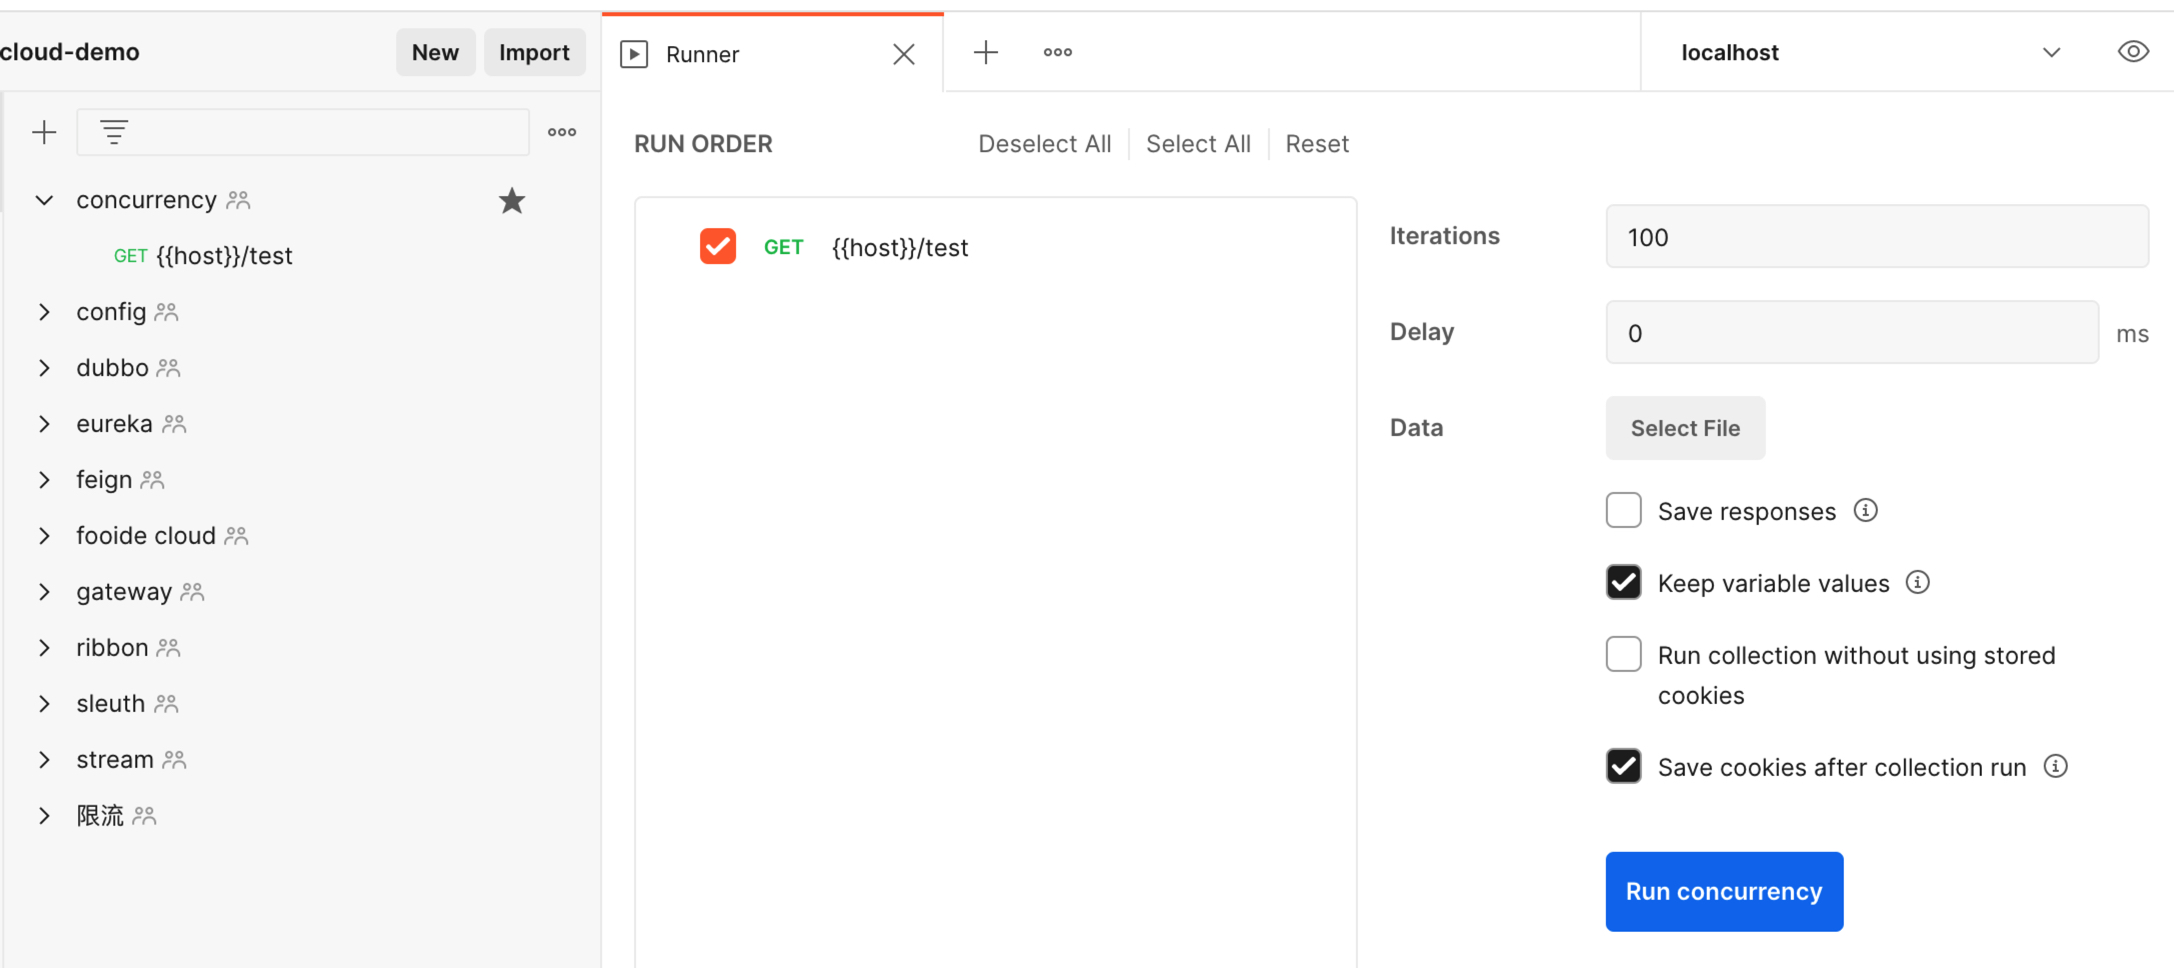 cloud-demo
New
Import
Runner
localhost
RUN ORDER
Deselect All
Select All
Reset
concurrency
GET {{host}}/test
config
dubbo
eureka
feign
fooide cloud
gateway
ribbon
sleuth
stream
限流
GET {{host}}/test
Iterations
100
Delay
0
ms
Data
Select File
Save responses
Keep variable values
Run collection without using stored
cookies
Save cookies after collection run
Run concurrency